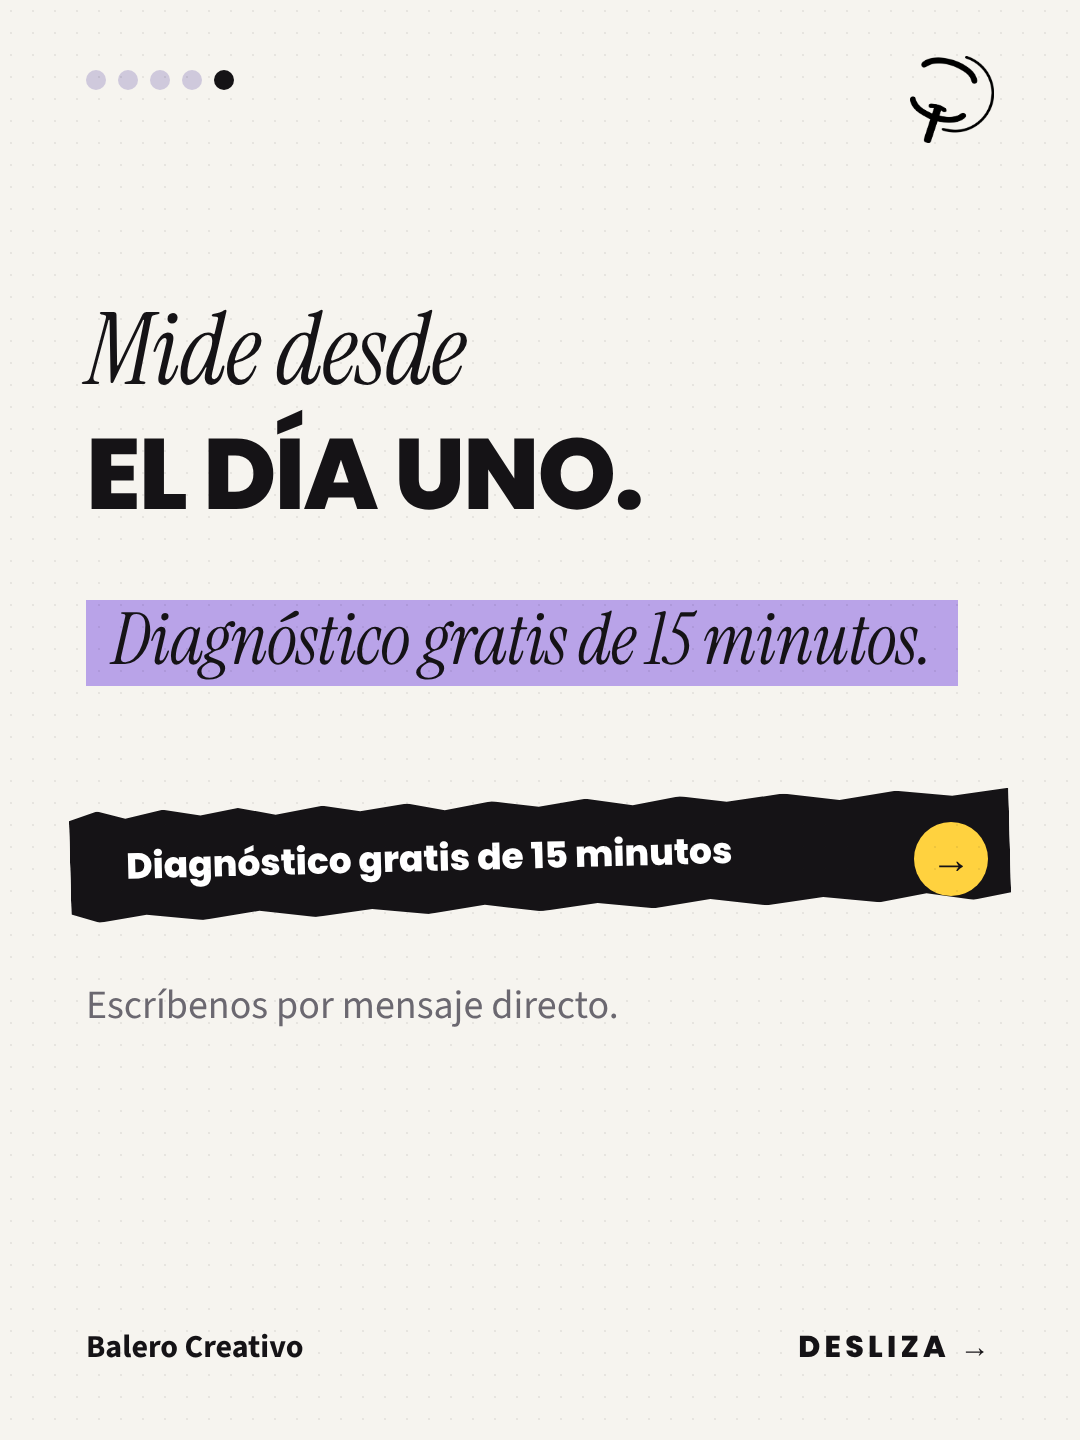 Mide desde
EL DÍA UNO.
Diagnóstico gratis de 15 minutos.
Diagnóstico gratis de 15 minutos →
Escríbenos por mensaje directo.
Balero Creativo
DESLIZA →